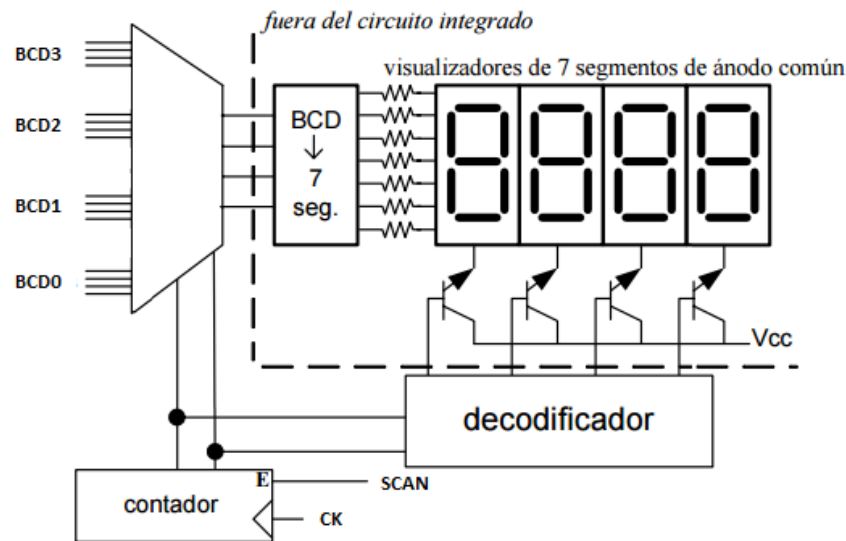 fuera del circuito integrado
visualizadores de 7 segmentos de ánodo común
BCD3
BCD2
BCD1
BCD0
BCD
↓
7
seg.
8888
Vcc
decodificador
contador
E
SCAN
CK